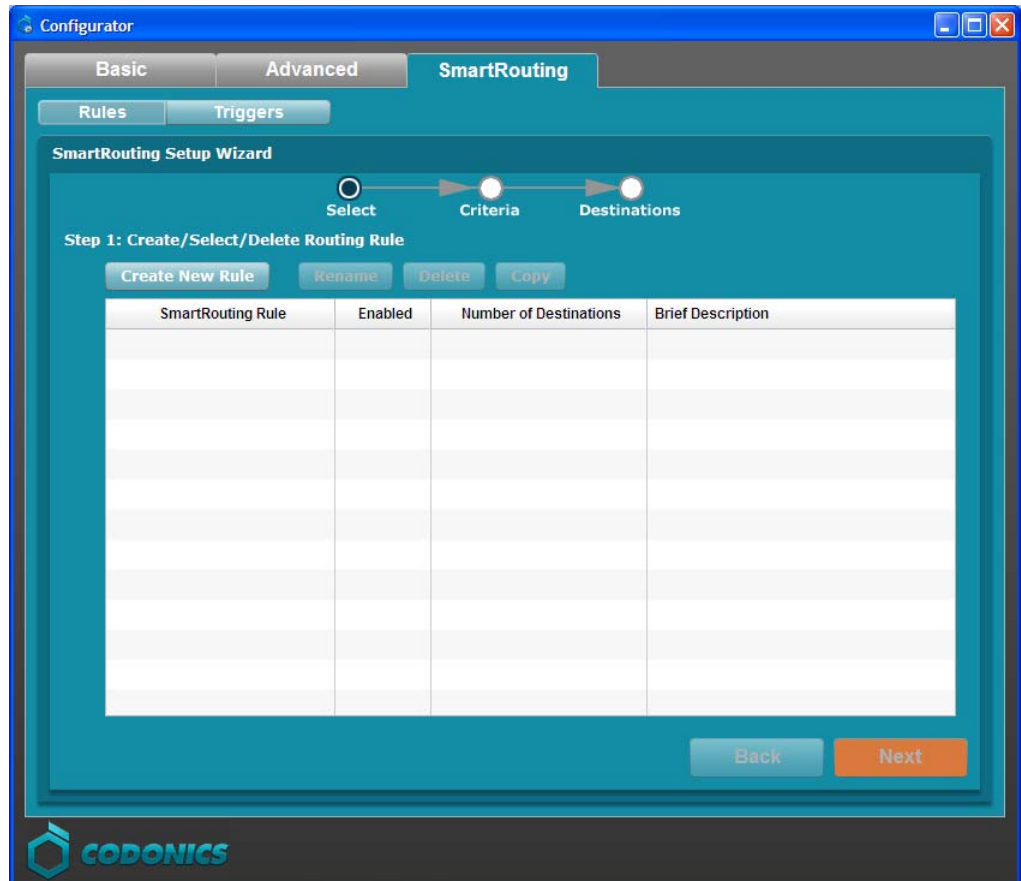 Configurator
Basic Advanced SmartRouting
Rules Triggers
SmartRouting Setup Wizard
Select Criteria Destinations
Step 1: Create/Select/Delete Routing Rule
Create New Rule Rename Delete Copy
SmartRouting Rule Enabled Number of Destinations Brief Description
Back Next
CODONICS